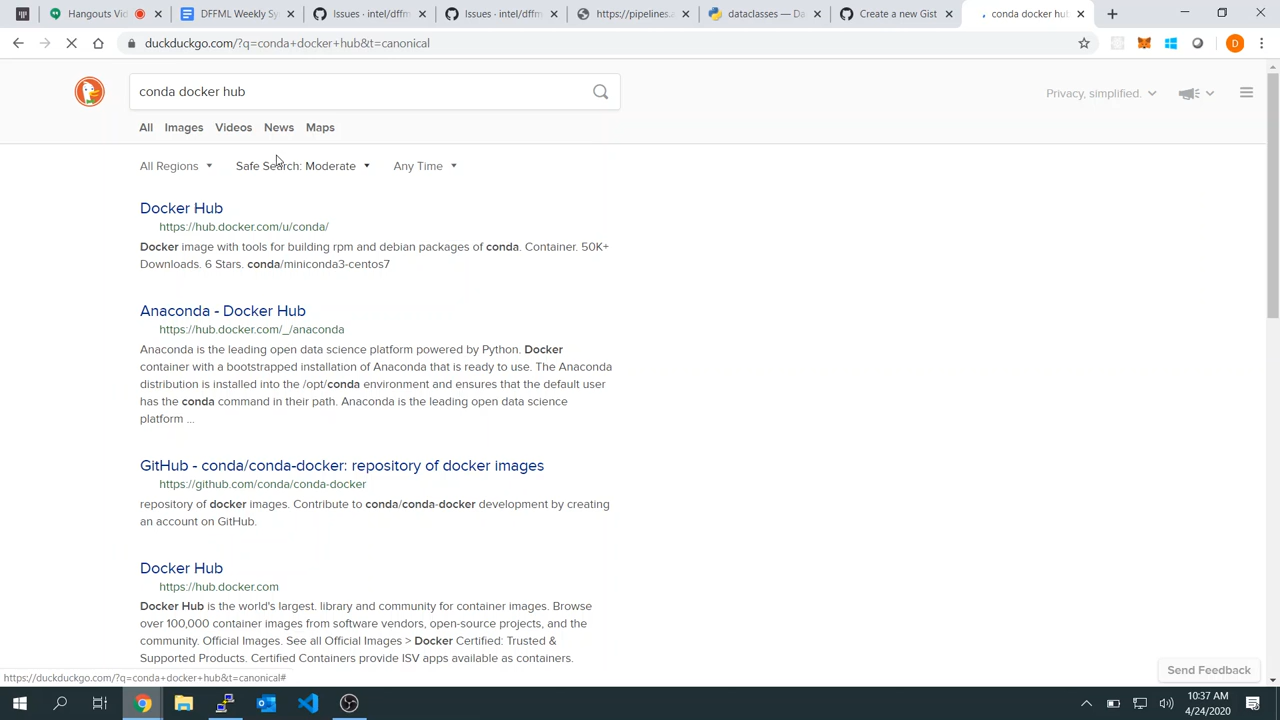 Hangouts Vid
DFFML Weekly Sy
Issues · intel/dffm
Issues · intel/dffm
https://pipelines.a
dataclasses — Da
Create a new Gist
conda docker hub
duckduckgo.com/?q=conda+docker+hub&t=canonical
D
conda docker hub
Privacy, simplified.
All Images Videos News Maps
All Regions Safe Search: Moderate Any Time
Docker Hub
https://hub.docker.com/u/conda/
Docker image with tools for building rpm and debian packages of conda. Container. 50K+
Downloads. 6 Stars. conda/miniconda3-centos7
Anaconda - Docker Hub
https://hub.docker.com/_/anaconda
Anaconda is the leading open data science platform powered by Python. Docker
container with a bootstrapped installation of Anaconda that is ready to use. The Anaconda
distribution is installed into the /opt/conda environment and ensures that the default user
has the conda command in their path. Anaconda is the leading open data science
platform ...
GitHub - conda/conda-docker: repository of docker images
https://github.com/conda/conda-docker
repository of docker images. Contribute to conda/conda-docker development by creating
an account on GitHub.
Docker Hub
https://hub.docker.com
Docker Hub is the world's largest. library and community for container images. Browse
over 100,000 container images from software vendors, open-source projects, and the
community. Official Images. See all Official Images > Docker Certified: Trusted &
Supported Products. Certified Containers provide ISV apps available as containers.
Send Feedback
https://duckduckgo.com/?q=conda+docker+hub&t=canonical#
10:37 AM
4/24/2020